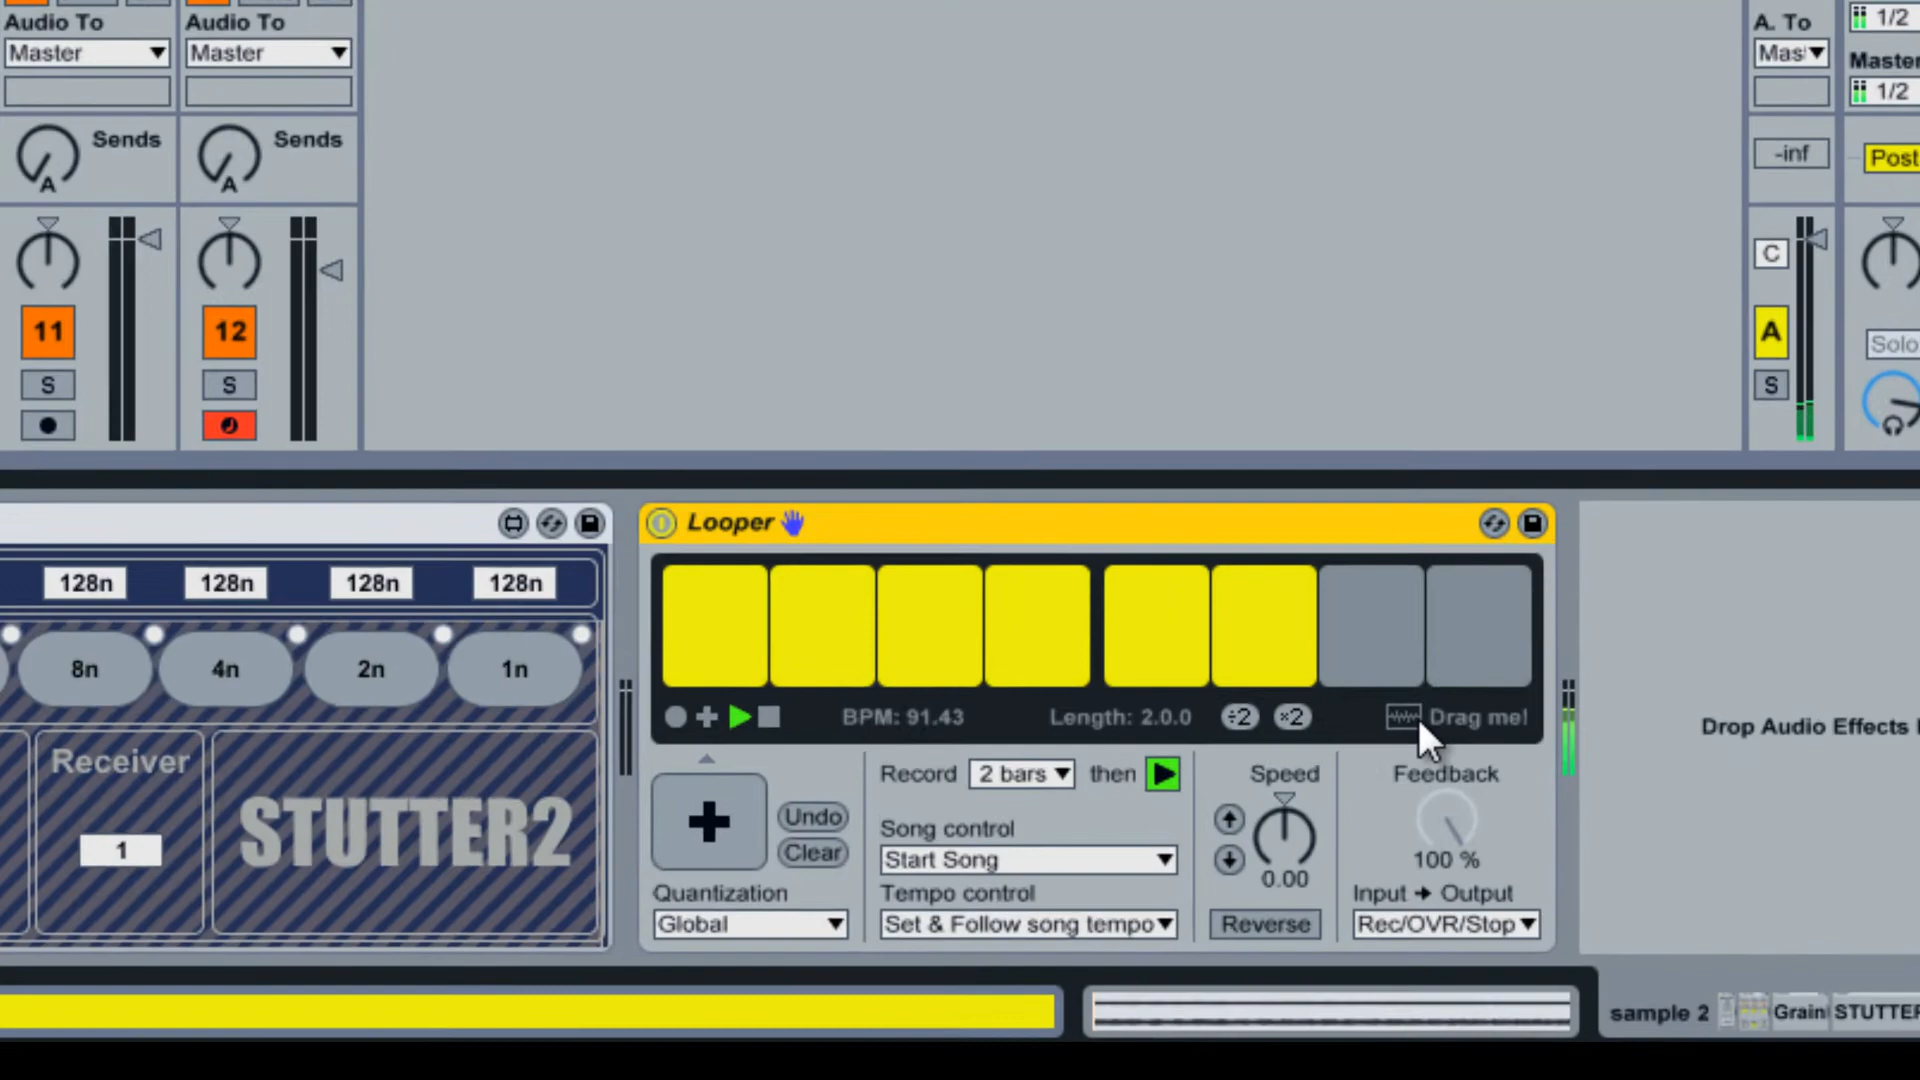 Audio To
Audio To
A. To
1/2
Master
Master
Mas
Master
1/2
Sends
Sends
-inf
Post
A
A
C
11
12
A
Solo
S
S
S
Looper
128n
128n
128n
128n
8n
4n
2n
1n
BPM: 91.43
Length: 2.0.0
÷2
×2
Drag me!
Drop Audio Effects
Receiver
1
STUTTER2
Record
2 bars
then
Speed
Feedback
+
Undo
Clear
Song control
Start Song
0.00
100 %
Quantization
Global
Tempo control
Set & Follow song tempo
Reverse
Input → Output
Rec/OVR/Stop
sample 2
Grain
STUTTER